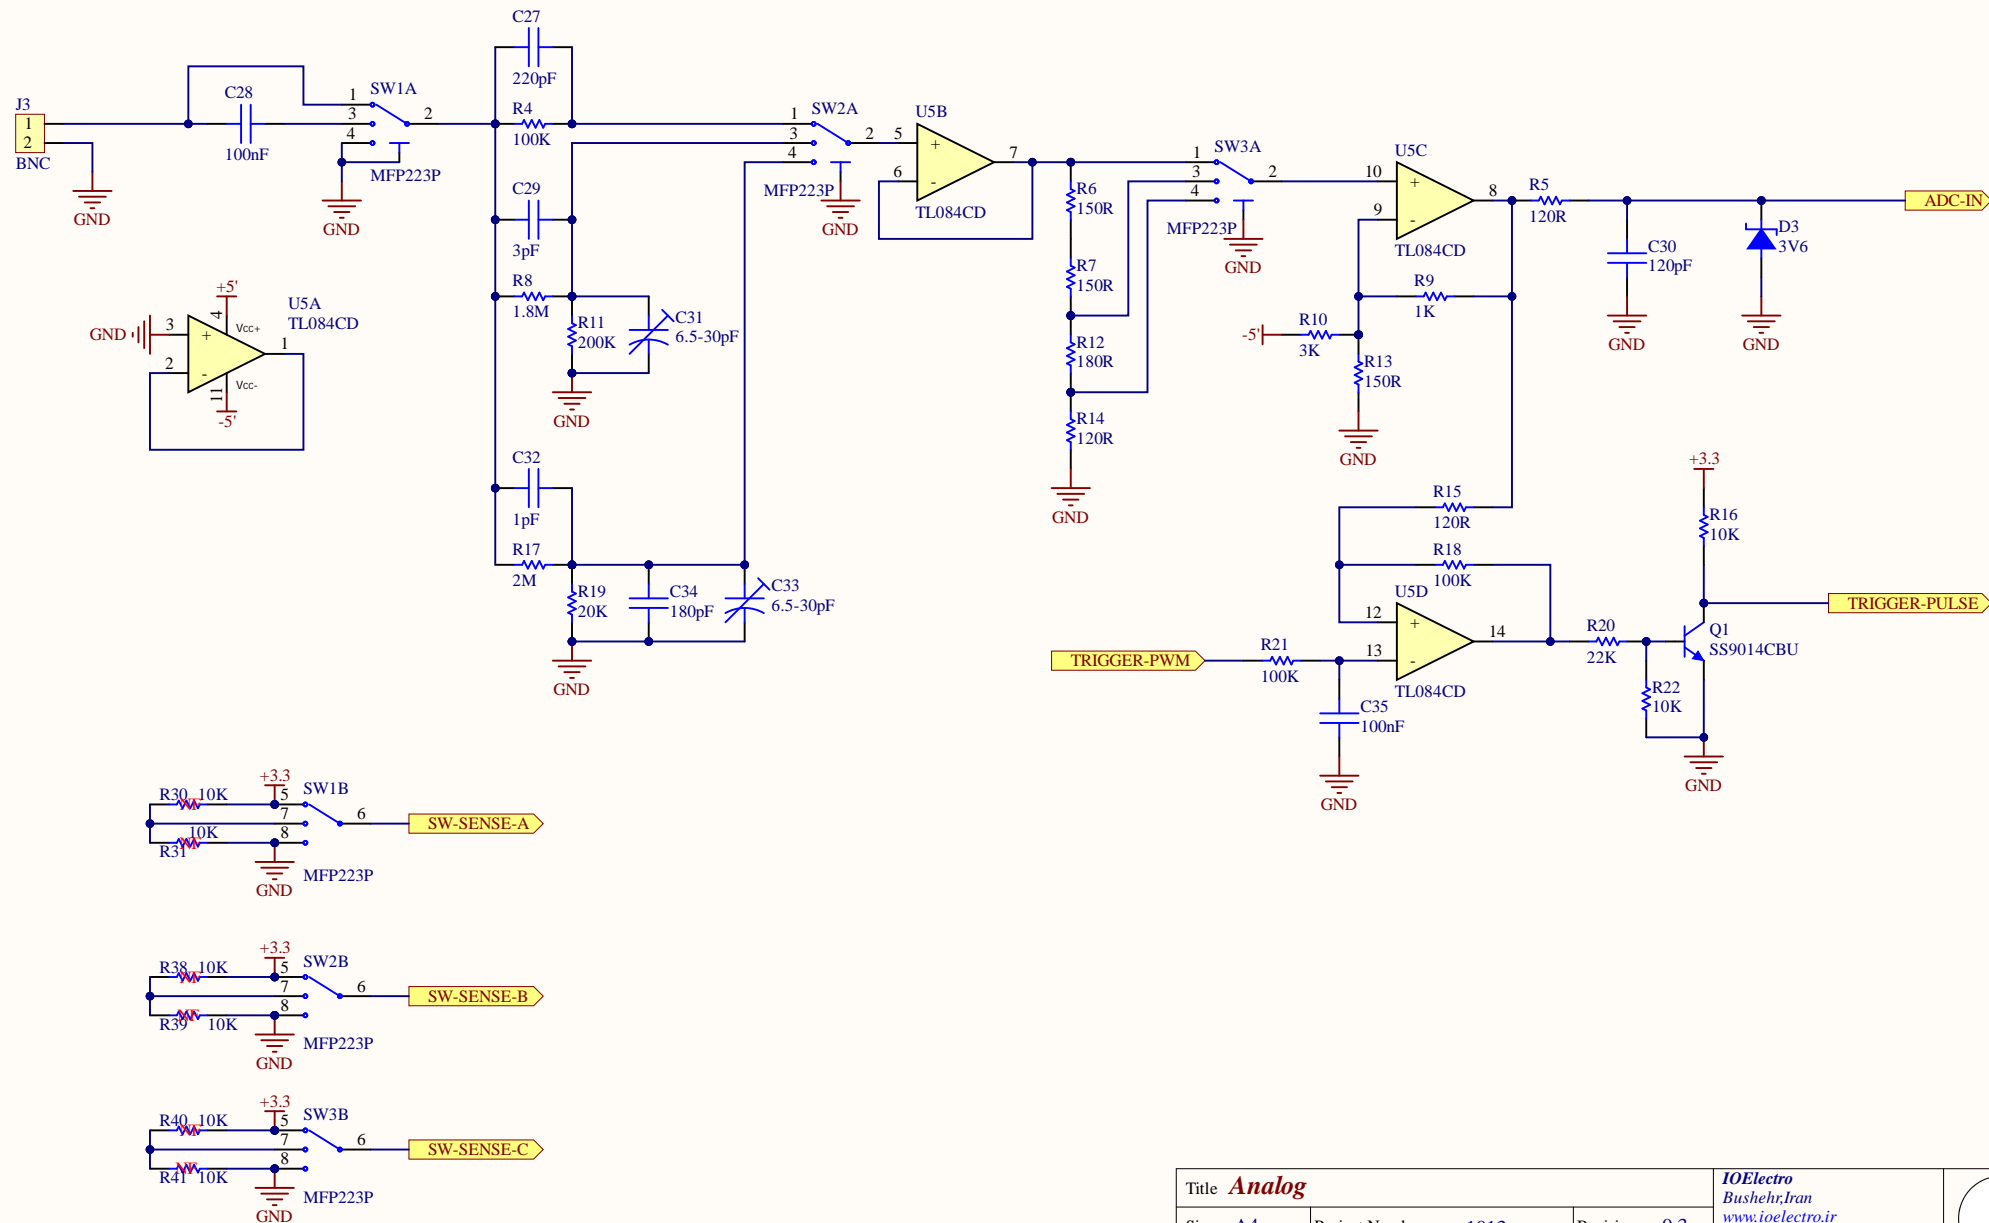 C27
220pF
R4
100K
C28
100nF
J3
1
2
BNC
GND
SW1A
1
3
4
2
MFP223P
GND
SW2A
1
3
4
2
MFP223P
GND
U5B
5
6
7
+
-
TL084CD
C29
3pF
R8
1.8M
R11
200K
C31
6.5-30pF
GND
+5'
U5A
TL084CD
GND
3
2
4
11
1
+
-
Vcc+
Vcc-
-5'
C32
1pF
R17
2M
R19
20K
C34
180pF
C33
6.5-30pF
GND
R6
150R
R7
150R
R12
180R
R14
120R
GND
SW3A
1
3
4
2
MFP223P
GND
U5C
10
9
8
+
-
TL084CD
R5
120R
ADC-IN
C30
120pF
GND
D3
3V6
GND
R9
1K
-5'
R10
3K
R13
150R
GND
R15
120R
R18
100K
U5D
12
13
14
+
-
TL084CD
TRIGGER-PWM
R21
100K
C35
100nF
GND
R20
22K
R22
10K
+3.3
R16
10K
TRIGGER-PULSE
Q1
SS9014CBU
GND
+3.3
R30
10K
5
7
8
SW1B
6
SW-SENSE-A
10K
R31
MFP223P
GND
+3.3
R38
10K
5
7
8
SW2B
6
SW-SENSE-B
R39
10K
MFP223P
GND
+3.3
R40
10K
5
7
8
SW3B
6
SW-SENSE-C
R41
10K
MFP223P
GND
Title Analog
IOElectro
Bushehr,Iran
www.ioelectro.ir